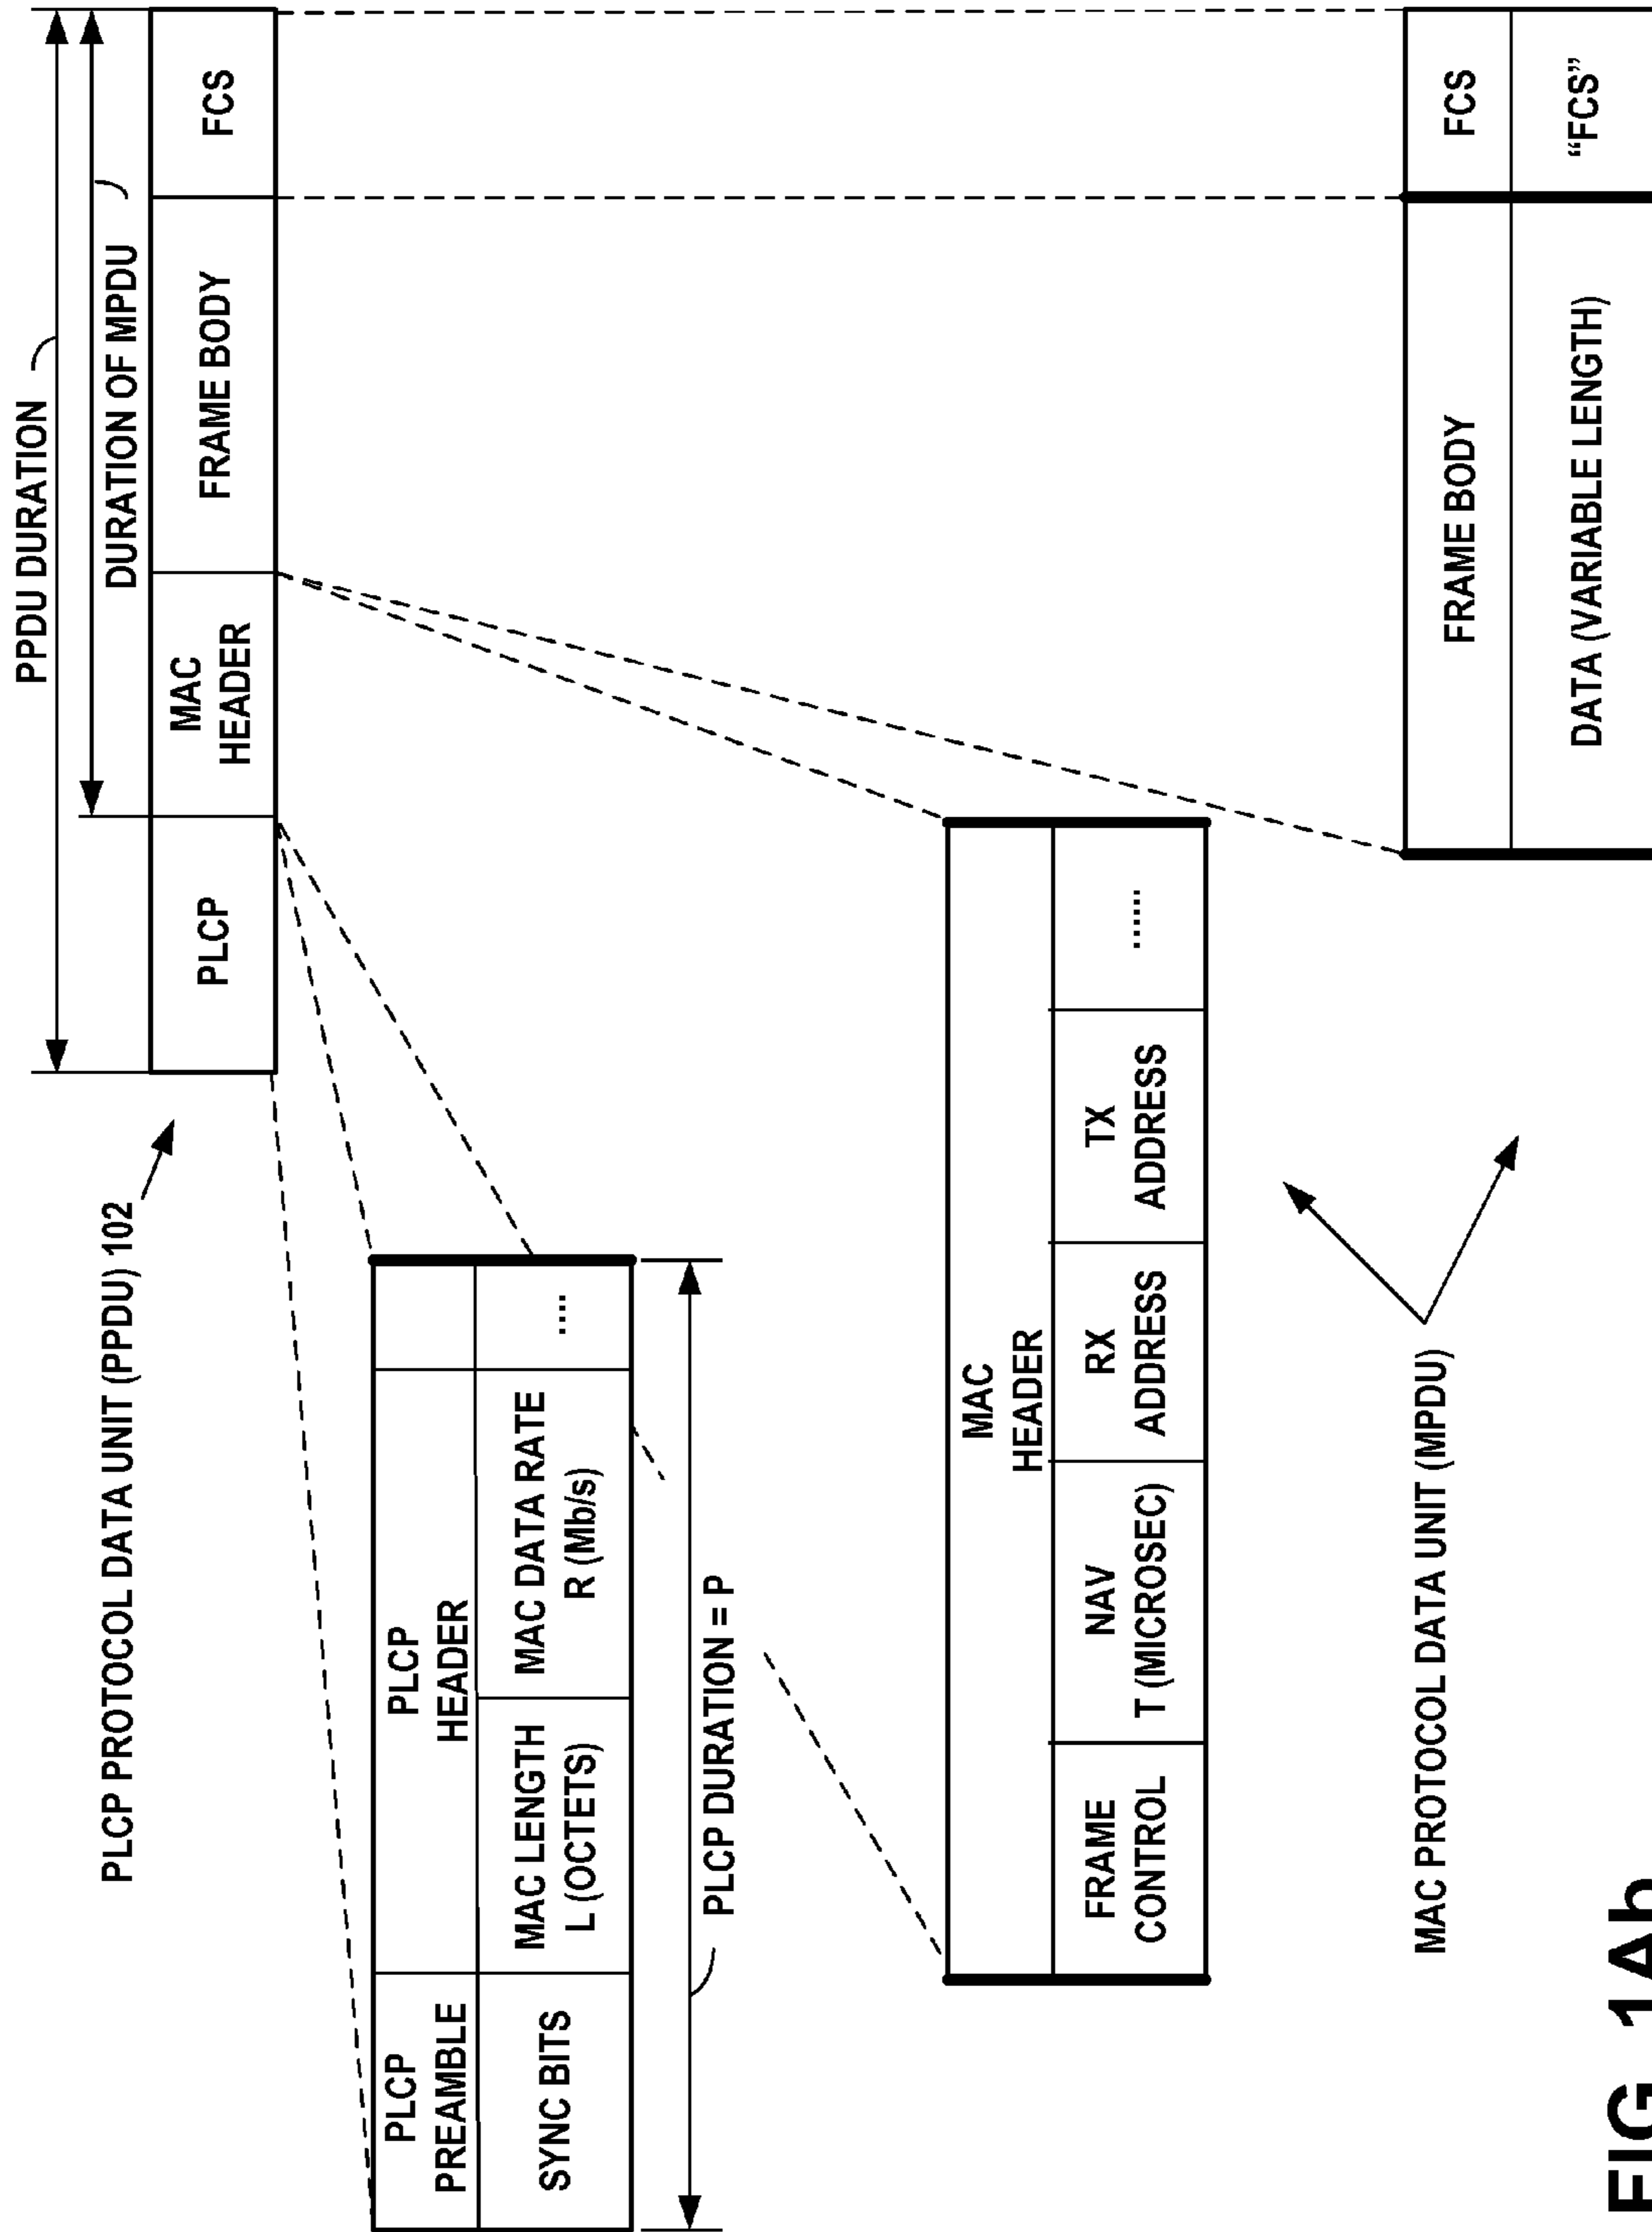 PPDU DURATION
DURATION OF MPDU
PLCP PROTOCOL DATA UNIT (PPDU) 102
PLCP
MAC
HEADER
FRAME BODY
FCS
PLCP
PREAMBLE
PLCP
HEADER
SYNC BITS
MAC LENGTH
L (OCTETS)
MAC DATA RATE
R (Mb/s)
....
PLCP DURATION = P
MAC
HEADER
FRAME
CONTROL
NAV
T (MICROSEC)
RX
ADDRESS
TX
ADDRESS
......
MAC PROTOCOL DATA UNIT (MPDU)
FRAME BODY
FCS
DATA (VARIABLE LENGTH)
“FCS”
FIG. 1Ab